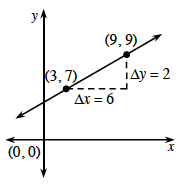 y
(9, 9)
(3, 7)
Δy = 2
Δx = 6
(0, 0)
x